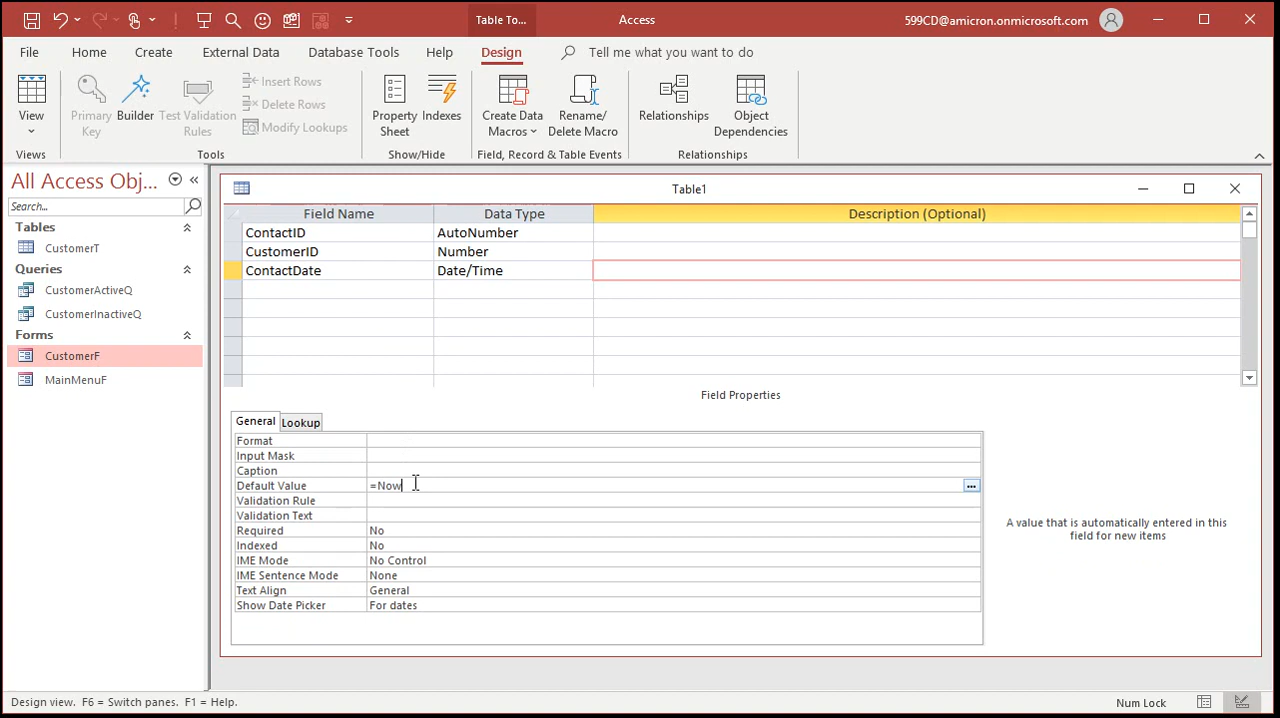 Table To...
Access
599CD@amicron.onmicrosoft.com
File Home Create External Data Database Tools Help Design Tell me what you want to do
View
Primary Key
Builder
Test Validation Rules
Insert Rows
Delete Rows
Modify Lookups
Property Sheet
Indexes
Create Data Macros
Rename/ Delete Macro
Relationships
Object Dependencies
Views Tools Show/Hide Field, Record & Table Events Relationships
All Access Obj...
Search...
Tables
CustomerT
Queries
CustomerActiveQ
CustomerInactiveQ
Forms
CustomerF
MainMenuF
Table1
Field Name Data Type Description (Optional)
ContactID AutoNumber
CustomerID Number
ContactDate Date/Time
Field Properties
General Lookup
Format
Input Mask
Caption
Default Value =Now
Validation Rule
Validation Text
Required No
Indexed No
IME Mode No Control
IME Sentence Mode None
Text Align General
Show Date Picker For dates
A value that is automatically entered in this
field for new items
Design view. F6 = Switch panes. F1 = Help.
Num Lock